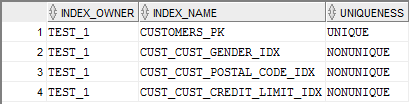 INDEX_OWNER INDEX_NAME UNIQUENESS
1 TEST_1 CUSTOMERS_PK UNIQUE
2 TEST_1 CUST_CUST_GENDER_IDX NONUNIQUE
3 TEST_1 CUST_CUST_POSTAL_CODE_IDX NONUNIQUE
4 TEST_1 CUST_CUST_CREDIT_LIMIT_IDX NONUNIQUE